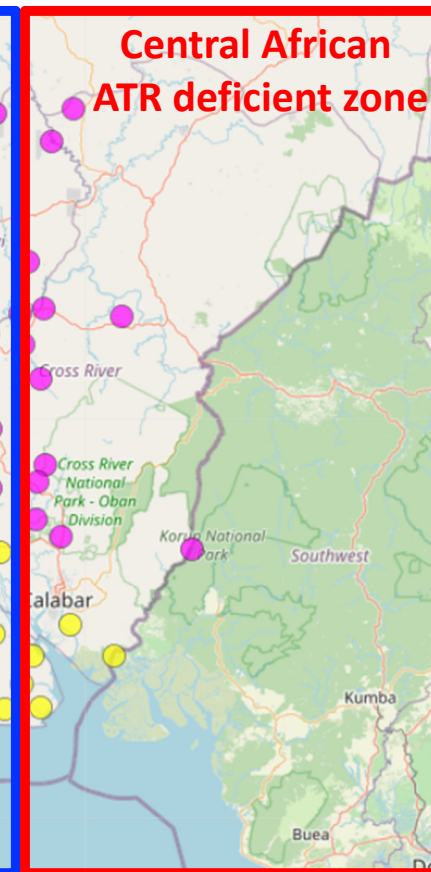 Central African
ATR deficient zone
Cross River
Cross River
National
Park - Oban
Division
Korup National
Park
Southwest
Calabar
Kumba
Buea